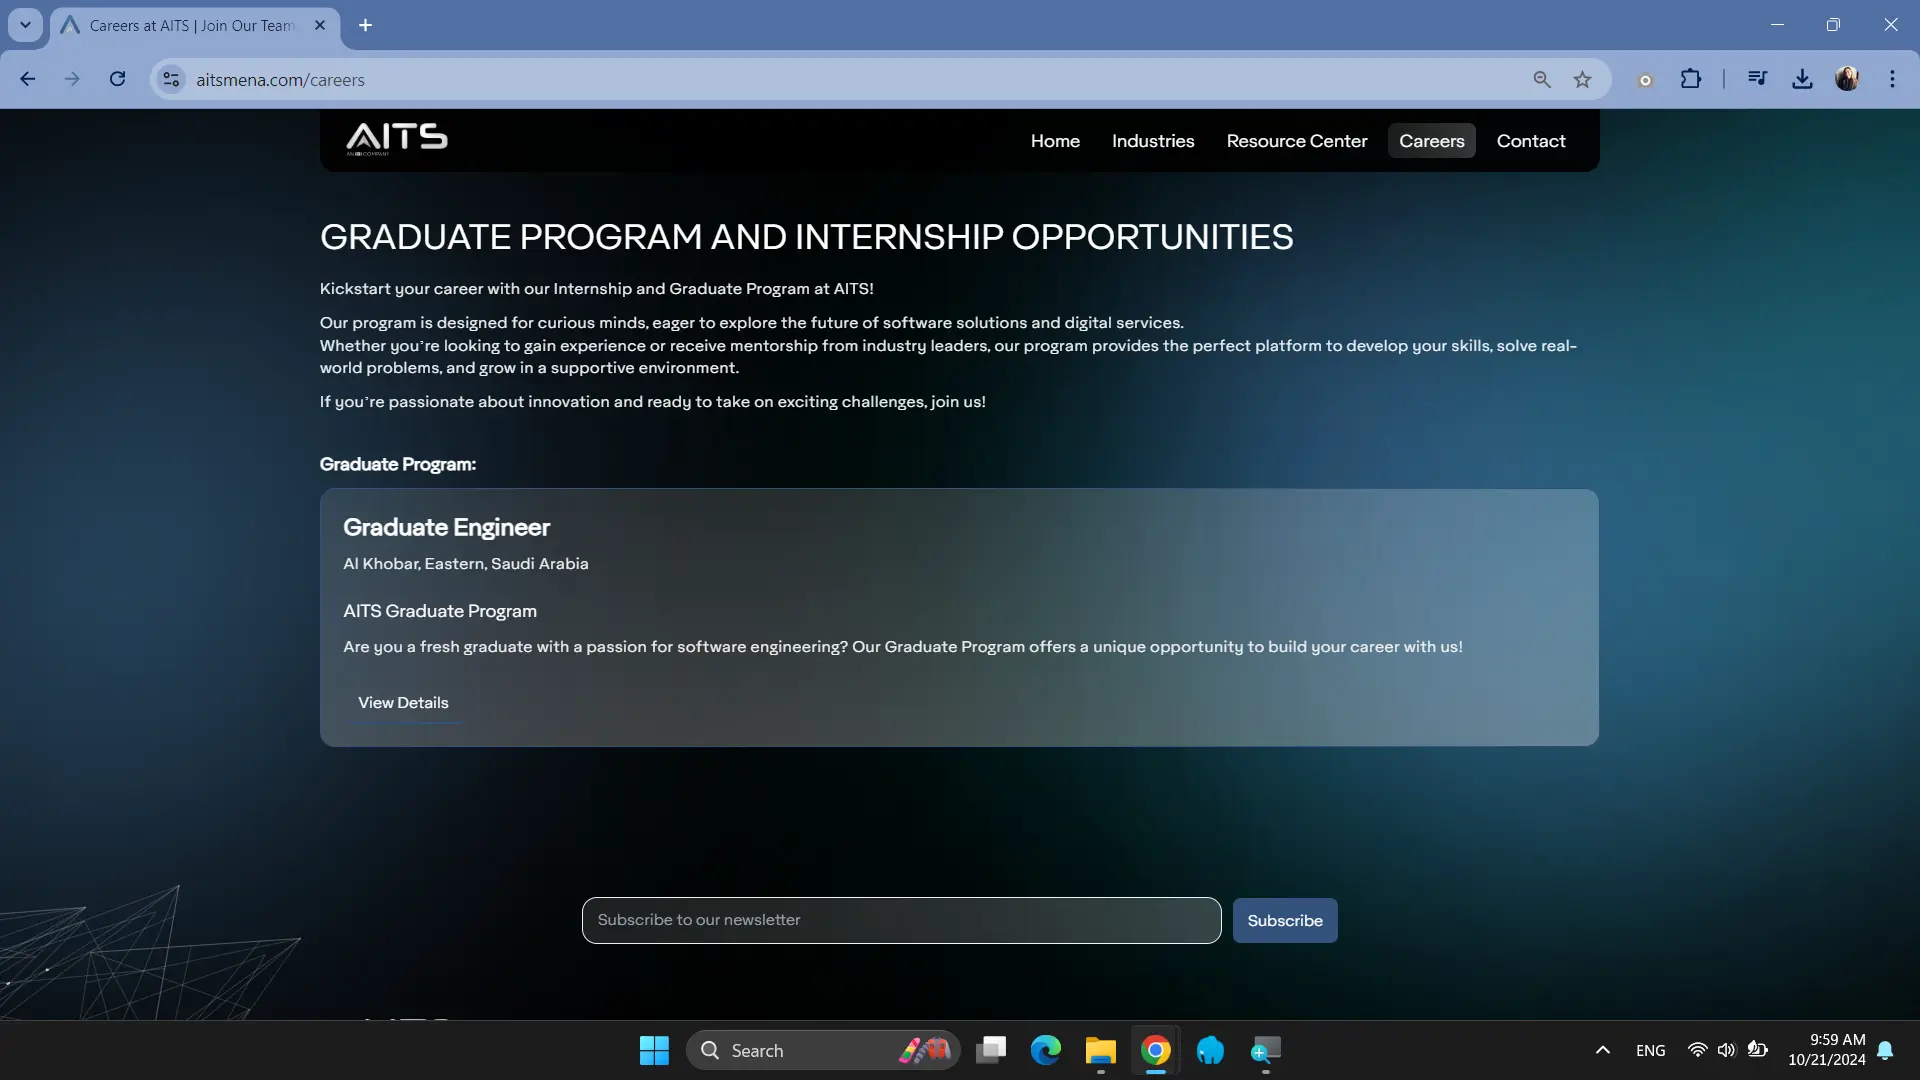 Careers at AITS | Join Our Team
aitsmena.com/careers
AITS
Home
Industries
Resource Center
Careers
Contact
GRADUATE PROGRAM AND INTERNSHIP OPPORTUNITIES
Kickstart your career with our Internship and Graduate Program at AITS!
Our program is designed for curious minds, eager to explore the future of software solutions and digital services.
Whether you're looking to gain experience or receive mentorship from industry leaders, our program provides the perfect platform to develop your skills, solve real-
world problems, and grow in a supportive environment.
If you're passionate about innovation and ready to take on exciting challenges, join us!
Graduate Program:
Graduate Engineer
Al Khobar, Eastern, Saudi Arabia
AITS Graduate Program
Are you a fresh graduate with a passion for software engineering? Our Graduate Program offers a unique opportunity to build your career with us!
View Details
Subscribe to our newsletter
Subscribe
Search
ENG
9:59 AM
10/21/2024